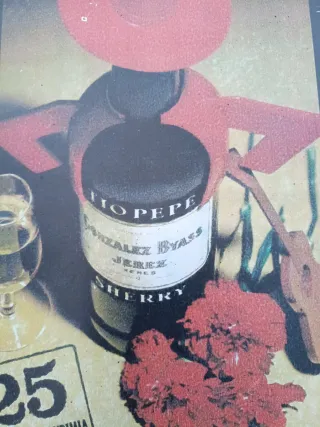 TIO PEPE
GONZALEZ BYASS
JEREZ
XERES
SHERRY
25